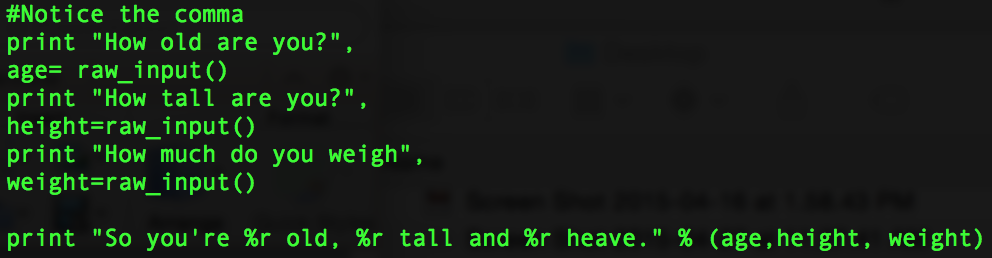 #Notice the comma
print "How old are you?",
age= raw_input()
print "How tall are you?",
height=raw_input()
print "How much do you weigh",
weight=raw_input()
print "So you're %r old, %r tall and %r heave." % (age,height, weight)